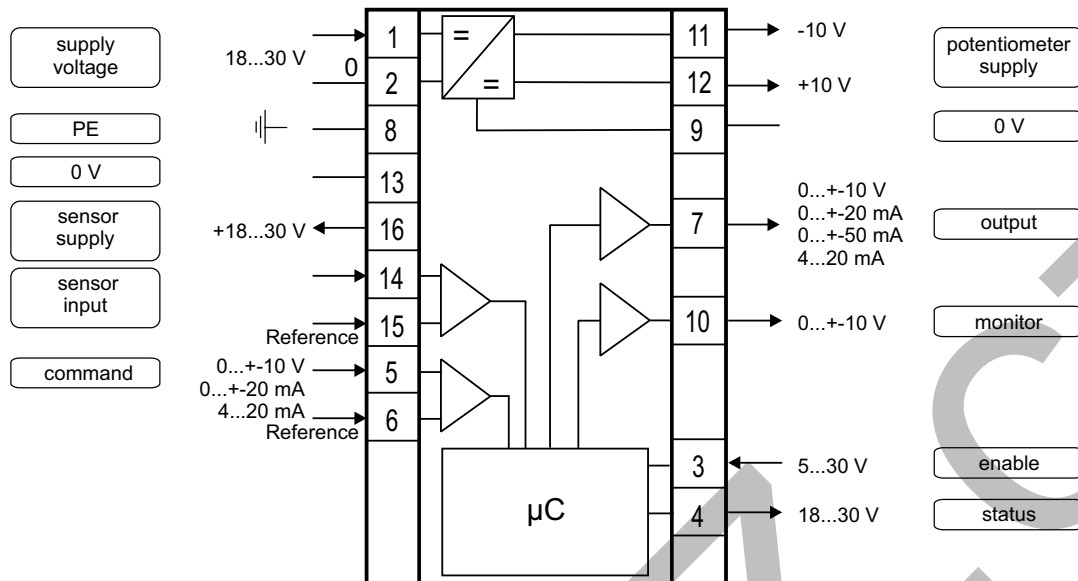 supply
voltage
18...30 V
0
1
2
=
=
11
-10 V
12
+10 V
potentiometer
supply
PE
8
9
0 V
0 V
13
sensor
supply
+18...30 V
16
7
0...+-10 V
0...+-20 mA
0...+-50 mA
4...20 mA
output
sensor
input
14
15
Reference
10
0...+-10 V
monitor
command
0...+-10 V
0...+-20 mA
4...20 mA
Reference
5
6
µC
3
5...30 V
enable
4
18...30 V
status